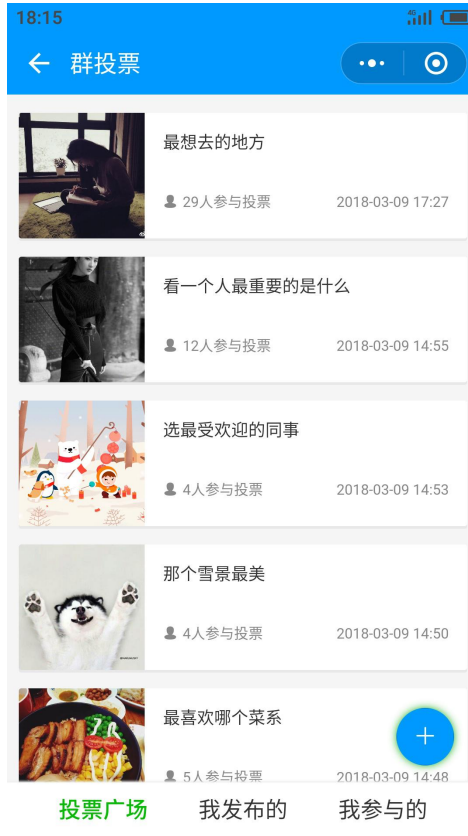 18:15
4G
群投票
最想去的地方
29人参与投票 2018-03-09 17:27
看一个人最重要的是什么
12人参与投票 2018-03-09 14:55
选最受欢迎的同事
4人参与投票 2018-03-09 14:53
那个雪景最美
4人参与投票 2018-03-09 14:50
最喜欢哪个菜系
5人参与投票 2018-03-09 14:48
投票广场 我发布的 我参与的